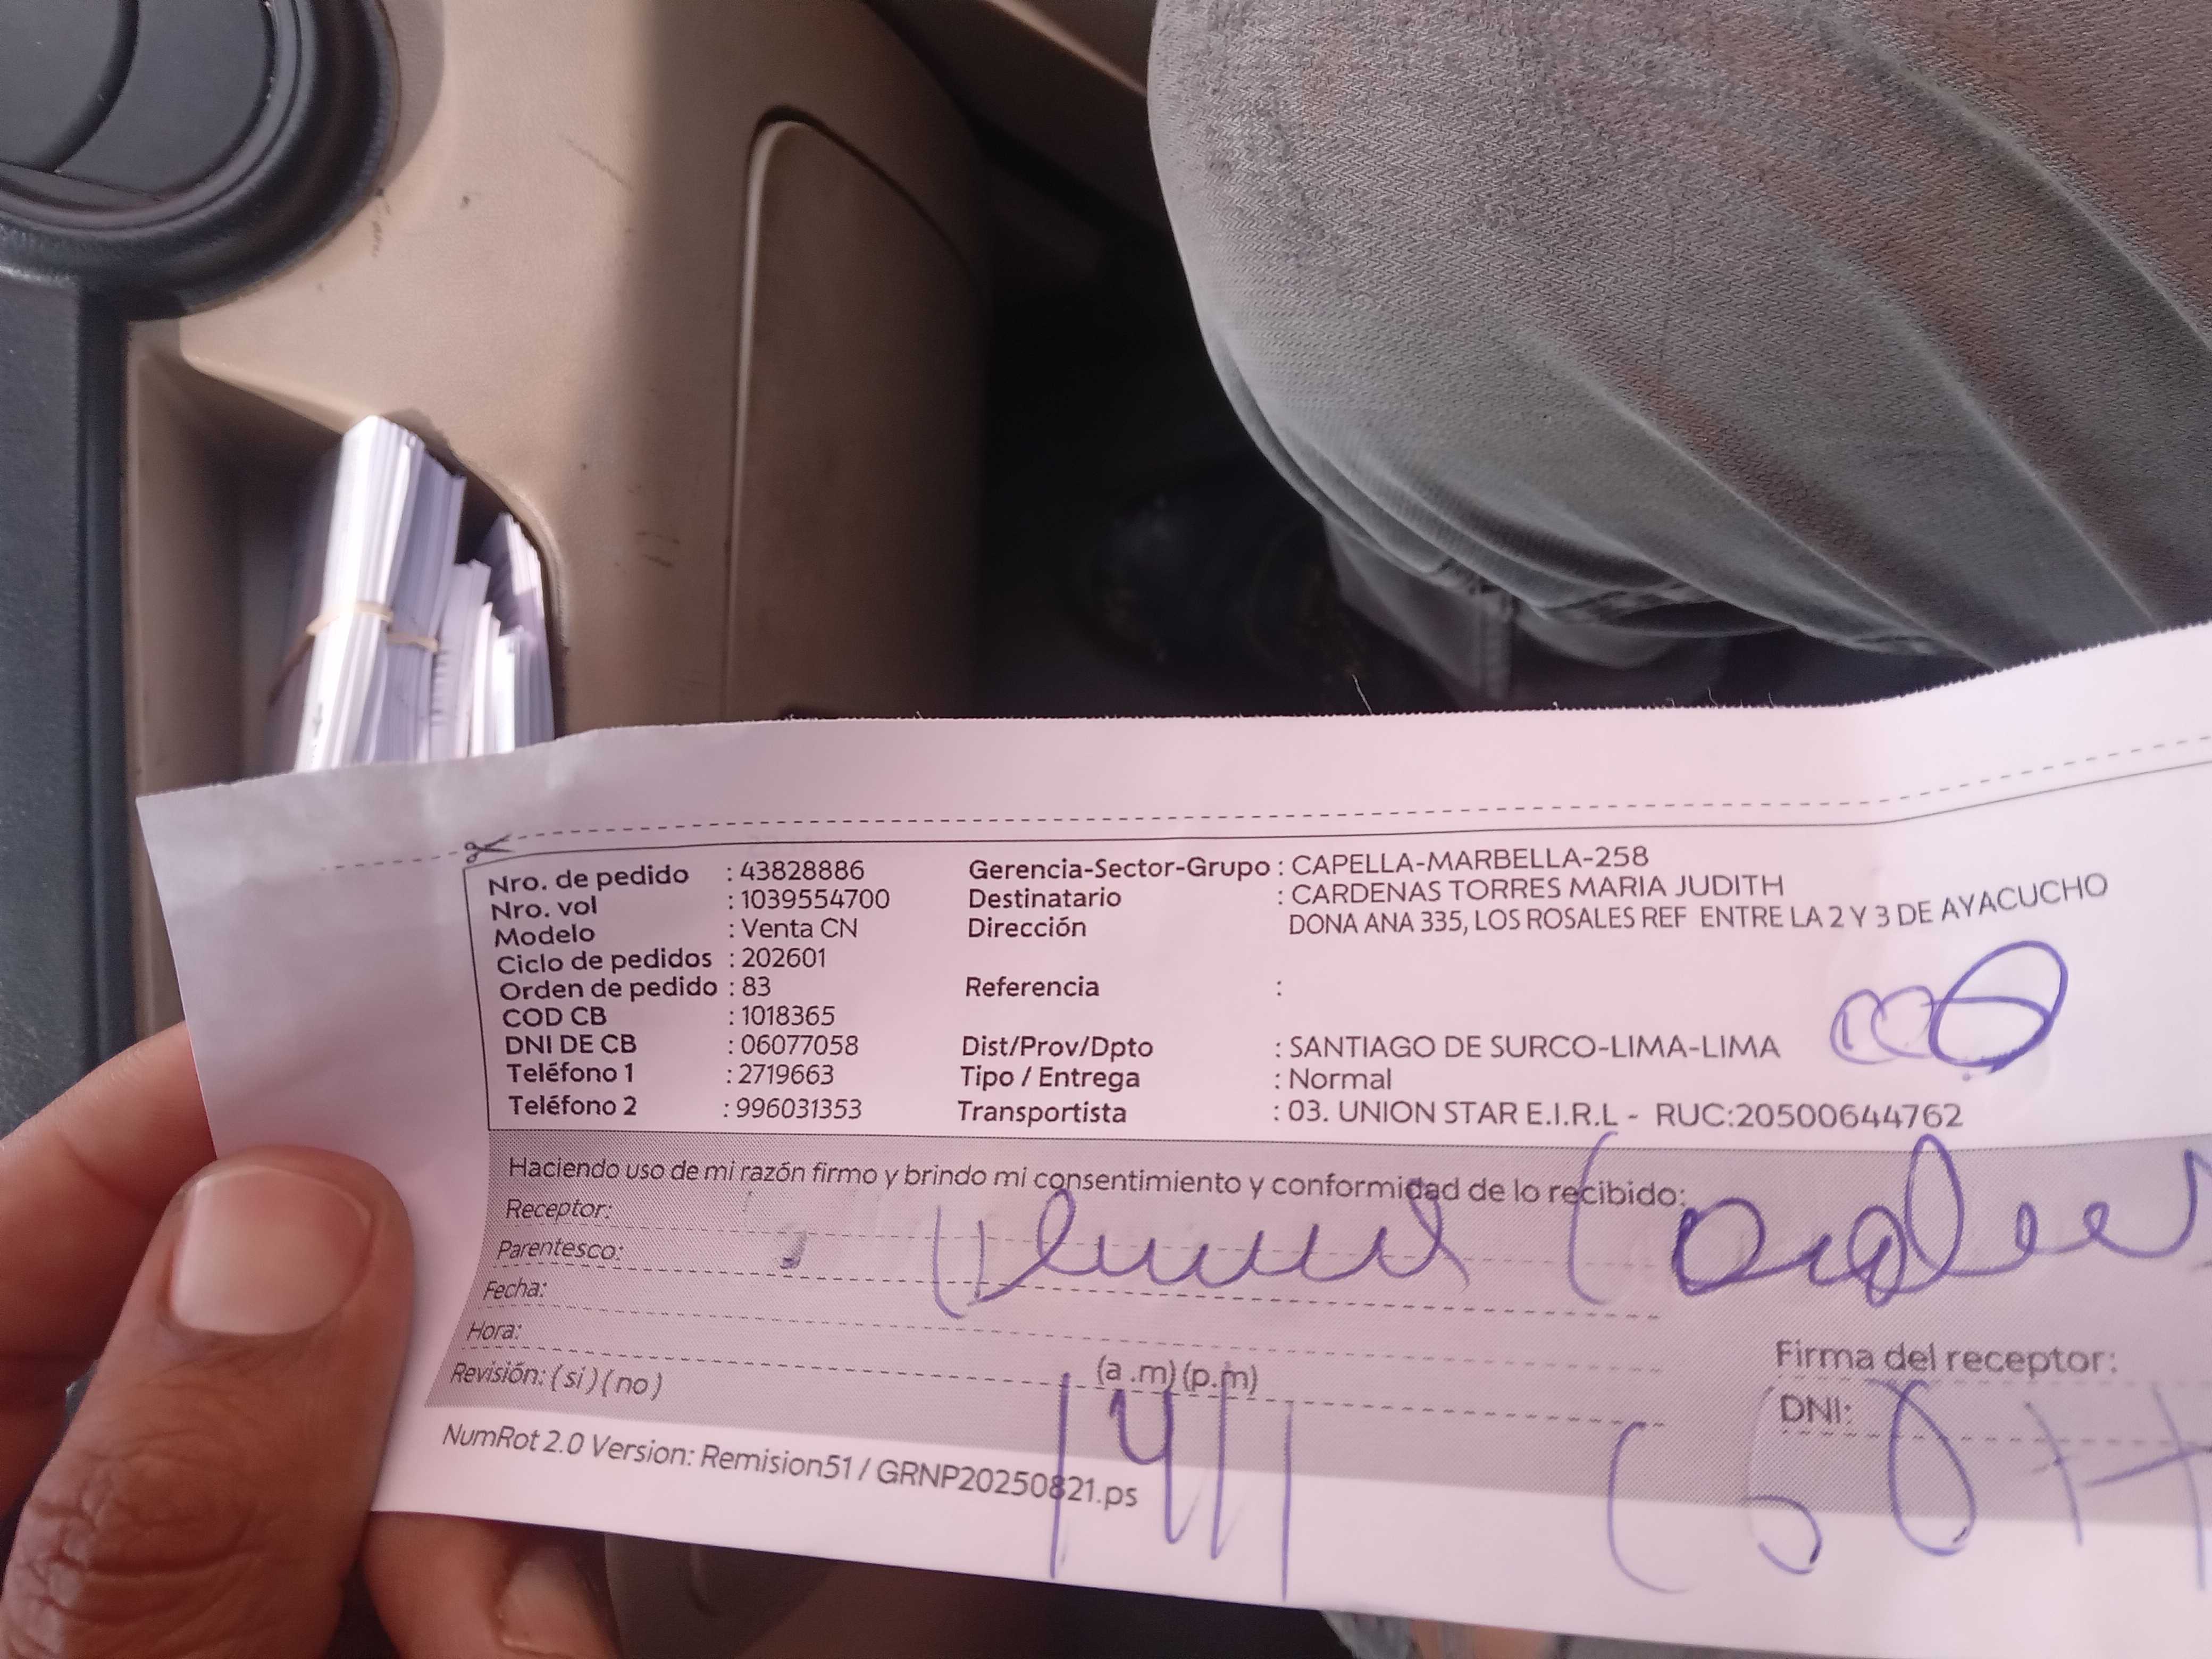 Nro. de pedido : 43828886
Nro. vol : 1039554700
Modelo : Venta CN
Ciclo de pedidos : 202601
Orden de pedido : 83
COD CB : 1018365
DNI DE CB : 06077058
Teléfono 1 : 2719663
Teléfono 2 : 996031353
Gerencia-Sector-Grupo : CAPELLA-MARBELLA-258
Destinatario : CARDENAS TORRES MARIA JUDITH
Dirección DONA ANA 335, LOS ROSALES REF ENTRE LA 2 Y 3 DE AYACUCHO
Referencia :
Dist/Prov/Dpto : SANTIAGO DE SURCO-LIMA-LIMA
Tipo / Entrega : Normal
Transportista : 03. UNION STAR E.I.R.L - RUC:20500644762
Haciendo uso de mi razón firmo y brindo mi consentimiento y conformidad de lo recibido:
Receptor:
Parentesco:
Fecha:
Hora: (a .m) (p.m)
Revisión: ( si ) ( no )
Firma del receptor:
DNI:
NumRot 2.0 Version: Remision51 / GRNP20250821.ps